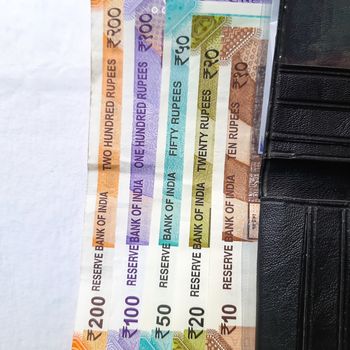 ₹200 RESERVE BANK OF INDIA TWO HUNDRED RUPEES ₹२००
₹100 RESERVE BANK OF INDIA ONE HUNDRED RUPEES ₹१००
₹50 RESERVE BANK OF INDIA FIFTY RUPEES ₹५०
₹20 RESERVE BANK OF INDIA TWENTY RUPEES ₹२०
₹10 RESERVE BANK OF INDIA TEN RUPEES ₹१०